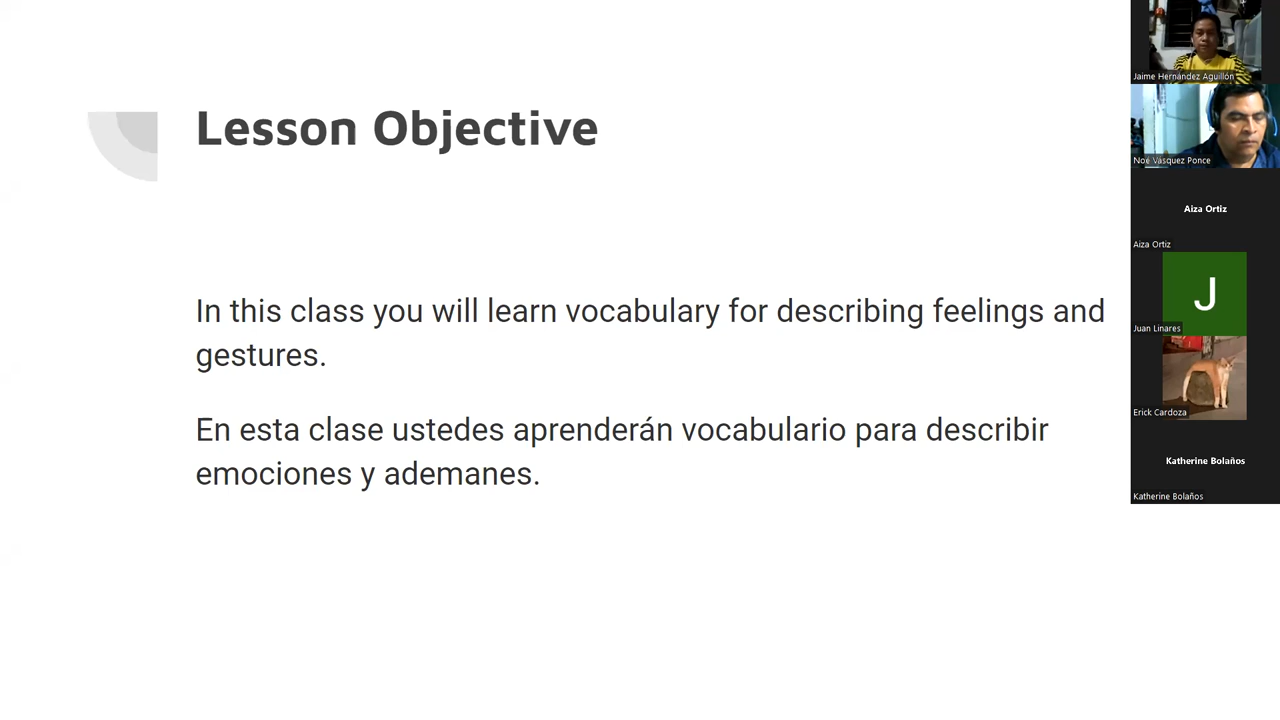 Lesson Objective
In this class you will learn vocabulary for describing feelings and
gestures.
En esta clase ustedes aprenderán vocabulario para describir
emociones y ademanes.
Jaime Hernández Aguillón
Noé Vásquez Ponce
Aiza Ortiz
Aiza Ortiz
J
Juan Linares
Erick Cardoza
Katherine Bolaños
Katherine Bolaños